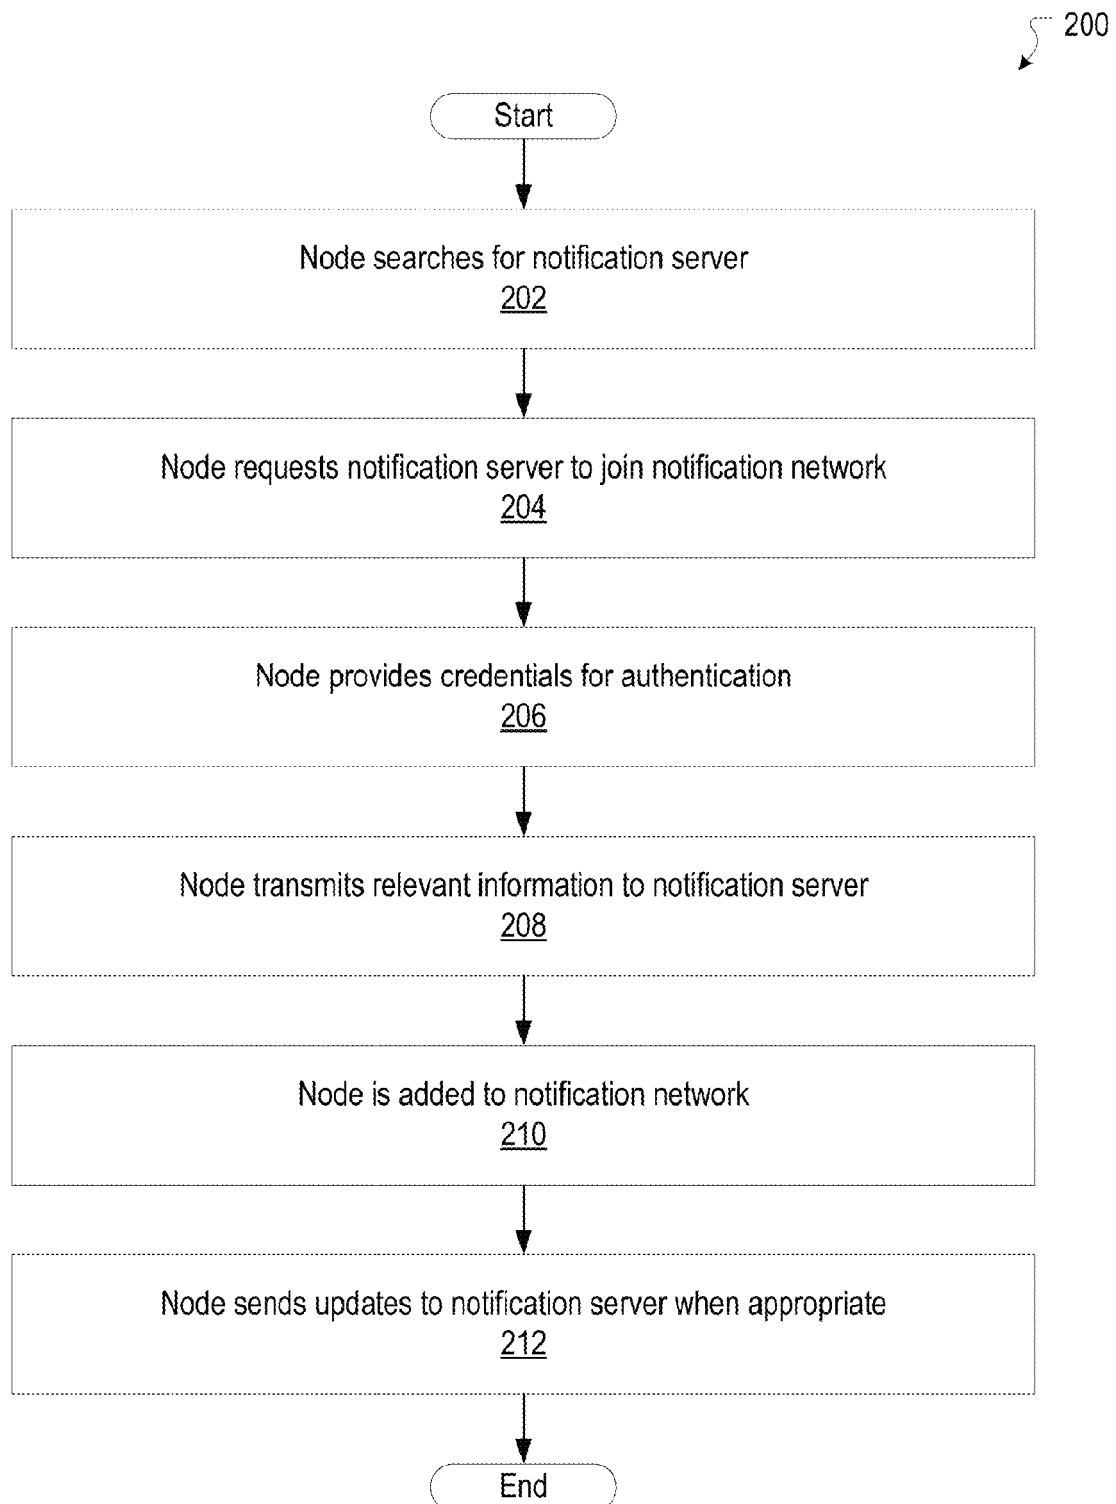 200
Start
Node searches for notification server
202
Node requests notification server to join notification network
204
Node provides credentials for authentication
206
Node transmits relevant information to notification server
208
Node is added to notification network
210
Node sends updates to notification server when appropriate
212
End